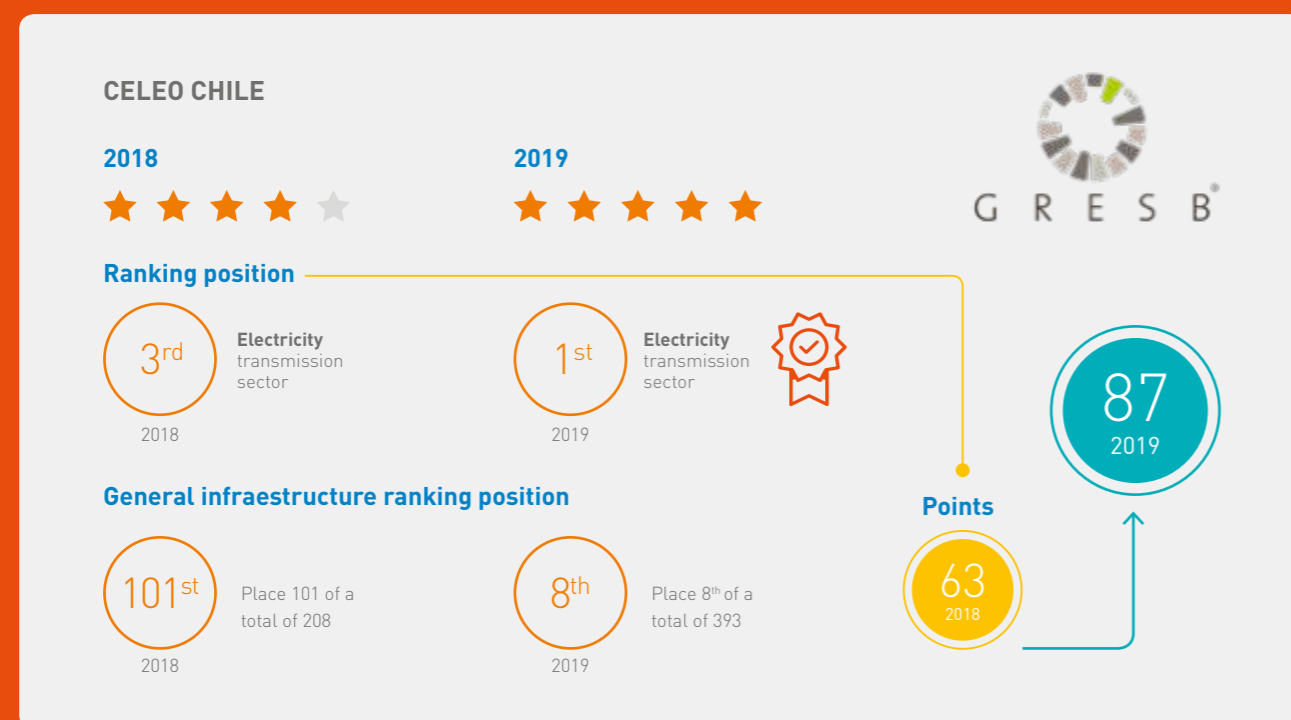 CELEO CHILE
2018
2019
GRESB®
Ranking position
3rd
Electricity
transmission
sector
2018
1st
Electricity
transmission
sector
2019
87
2019
General infraestructure ranking position
101st
Place 101 of a
total of 208
2018
8th
Place 8th of a
total of 393
2019
Points
63
2018